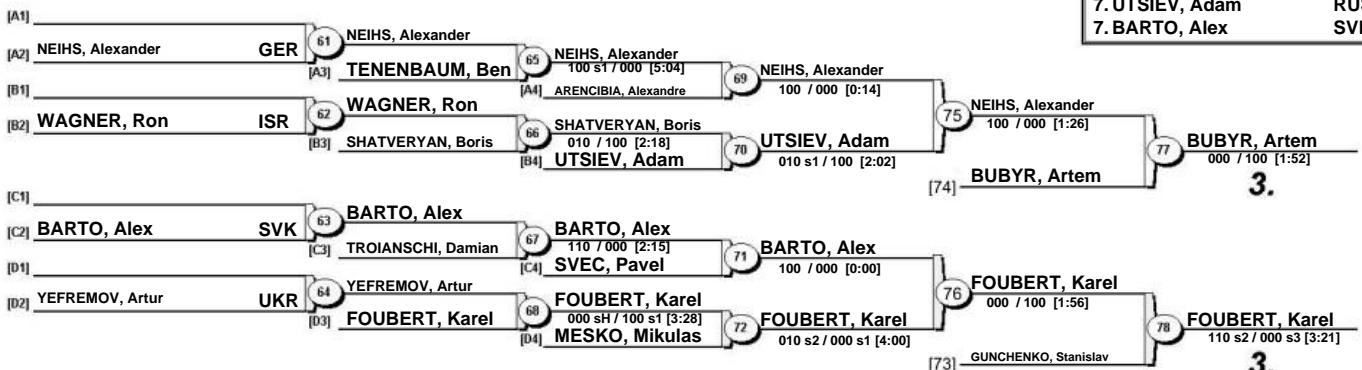 7. UTSIEV, Adam
7. BARTO, Alex SV
[A1]
[A2] NEIHS, Alexander GER
61
NEIHS, Alexander
[A3] TENENBAUM, Ben
65
NEIHS, Alexander
100 s1 / 000 [5:04]
[A4] ARENCIBIA, Alexandre
69
NEIHS, Alexander
100 / 000 [0:14]
[B1]
[B2] WAGNER, Ron ISR
62
WAGNER, Ron
[B3] SHATVERYAN, Boris
66
SHATVERYAN, Boris
010 / 100 [2:18]
[B4] UTSIEV, Adam
70
UTSIEV, Adam
010 s1 / 100 [2:02]
75
NEIHS, Alexander
100 / 000 [1:26]
[74] BUBYR, Artem
77
BUBYR, Artem
000 / 100 [1:52]
3.
[C1]
[C2] BARTO, Alex SVK
63
BARTO, Alex
[C3] TROIANSCHI, Damian
67
BARTO, Alex
110 / 000 [2:15]
[C4] SVEC, Pavel
71
BARTO, Alex
100 / 000 [0:00]
[D1]
[D2] YEFREMOV, Artur UKR
64
YEFREMOV, Artur
[D3] FOUBERT, Karel
68
FOUBERT, Karel
000 sH / 100 s1 [3:28]
[D4] MESKO, Mikulas
72
FOUBERT, Karel
010 s2 / 000 s1 [4:00]
76
FOUBERT, Karel
000 / 100 [1:56]
[73] GUNCHENKO, Stanislav
78
FOUBERT, Karel
110 s2 / 000 s3 [3:21]
3.